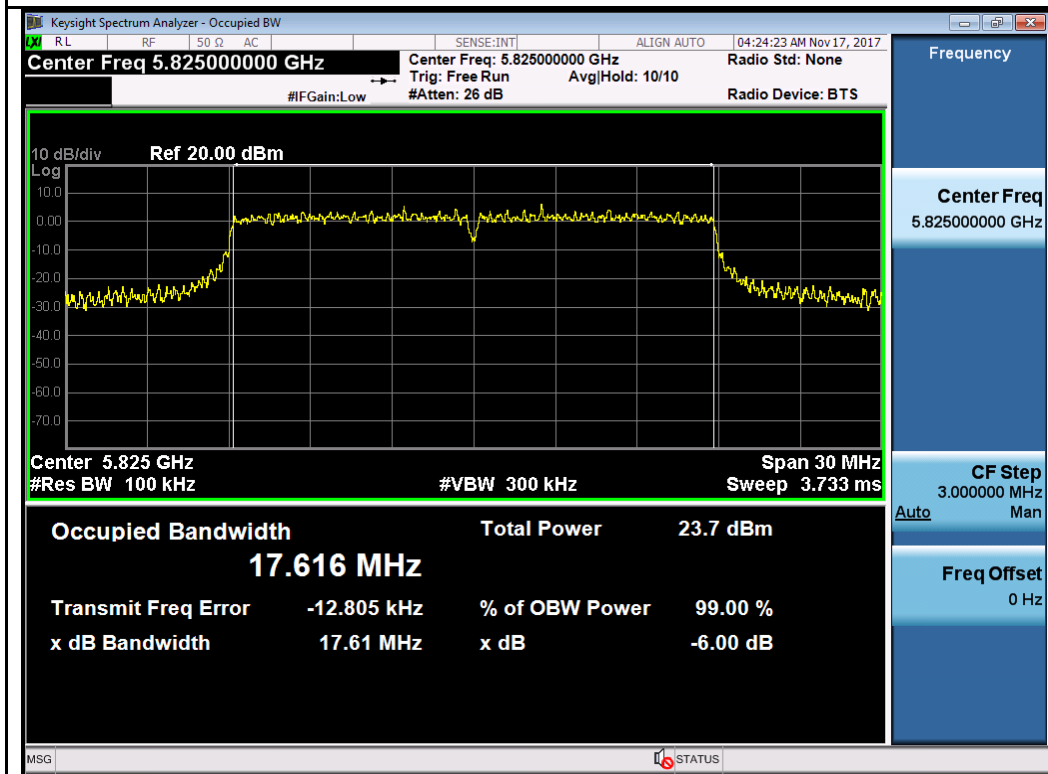 Keysight Spectrum Analyzer - Occupied BW
LXI RL RF 50 Ω AC SENSE:INT ALIGN AUTO 04:24:23 AM Nov 17, 2017
Center Freq 5.825000000 GHz
#IFGain:Low
Center Freq: 5.825000000 GHz
Trig: Free Run Avg|Hold: 10/10
#Atten: 26 dB
Radio Std: None
Radio Device: BTS
10 dB/div Ref 20.00 dBm
Log
10.0
0.00
-10.0
-20.0
-30.0
-40.0
-50.0
-60.0
-70.0
Center 5.825 GHz Span 30 MHz
#Res BW 100 kHz #VBW 300 kHz Sweep 3.733 ms
Occupied Bandwidth Total Power 23.7 dBm
17.616 MHz
Transmit Freq Error -12.805 kHz % of OBW Power 99.00 %
x dB Bandwidth 17.61 MHz x dB -6.00 dB
Frequency
Center Freq
5.825000000 GHz
CF Step
3.000000 MHz
Auto Man
Freq Offset
0 Hz
MSG STATUS